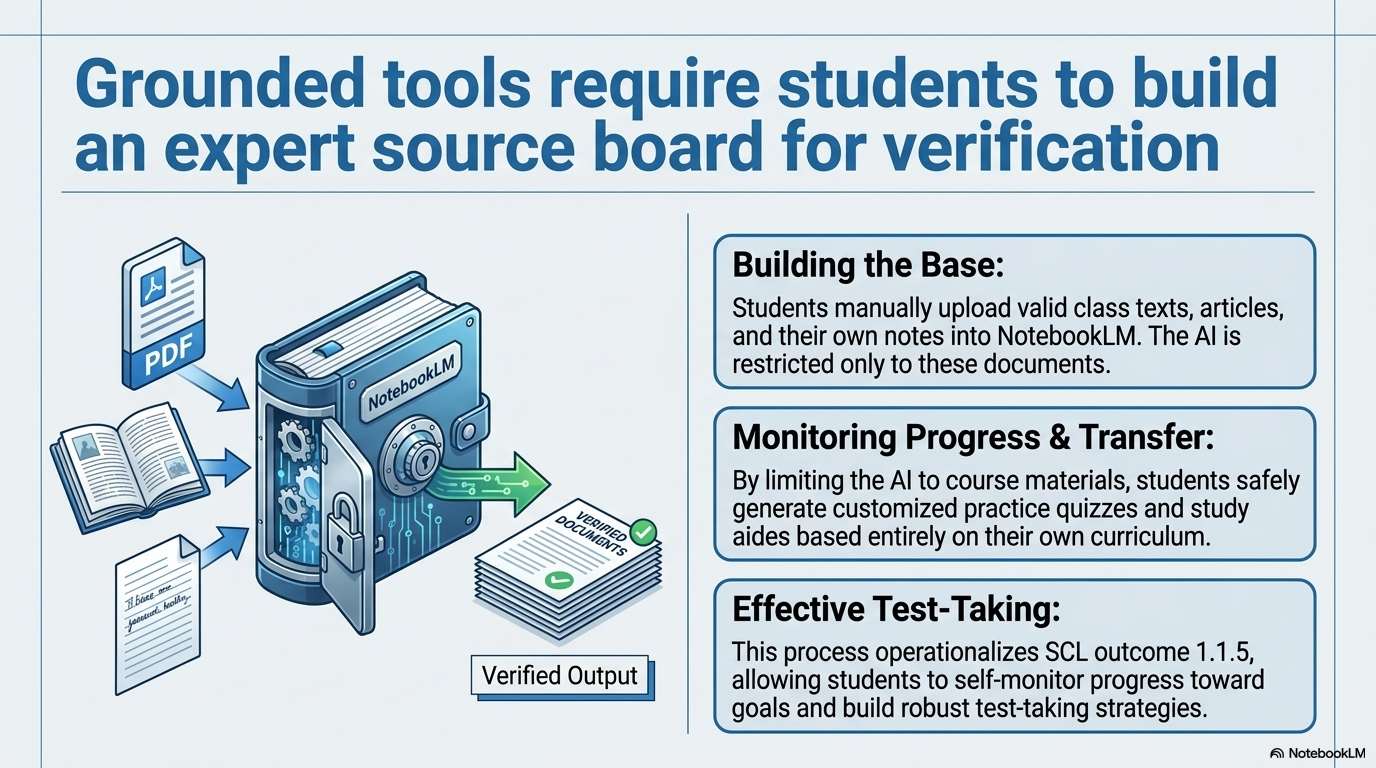 Grounded tools require students to build
an expert source board for verification
PDF
NotebookLM
VERIFIED
DOCUMENTS
Verified Output
Building the Base:
Students manually upload valid class texts, articles,
and their own notes into NotebookLM. The AI is
restricted only to these documents.
Monitoring Progress & Transfer:
By limiting the AI to course materials, students safely
generate customized practice quizzes and study
aides based entirely on their own curriculum.
Effective Test-Taking:
This process operationalizes SCL outcome 1.1.5,
allowing students to self-monitor progress toward
goals and build robust test-taking strategies.
NotebookLM